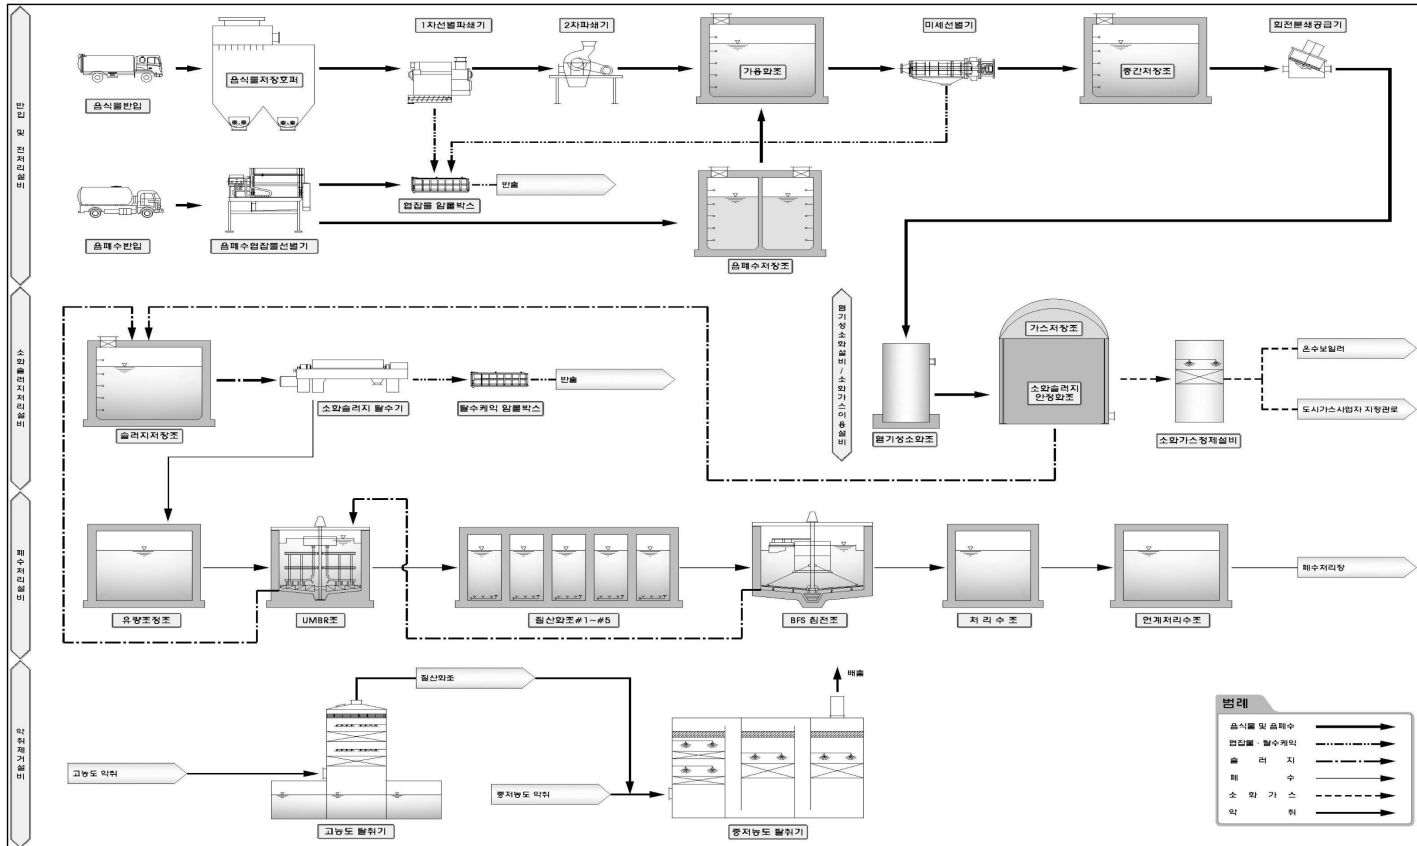 반입 및 전처리설비
1차선별파쇄기
2차파쇄기
미세선별기
회전분쇄공급기
음식물저장호퍼
가용화조
중간저장조
음식물반입
반출
협잡물 암롤박스
음폐수반입
음폐수협잡물선별기
음폐수저장조
소화슬러지처리설비
혐기성소화설비/소화가스이용설비
가스저장조
온수보일러
반출
소화슬러지
안정화조
소화슬러지 탈수기
탈수케익 암롤박스
도시가스사업자 지장관로
슬러지저장조
혐기성소화조
소화가스정제설비
폐수처리설비
폐수처리장
유량조정조
UMBR조
질산화조#1~#5
BFS 침전조
처 리 수 조
연계처리수조
악취제거설비
질산화조
배출
고농도 악취
중저농도 악취
고농도 탈취기
중저농도 탈취기
범례
음식물 및 음폐수
협잡물 · 탈수케익
슬 러 지
폐 수
소 화 가 스
악 취